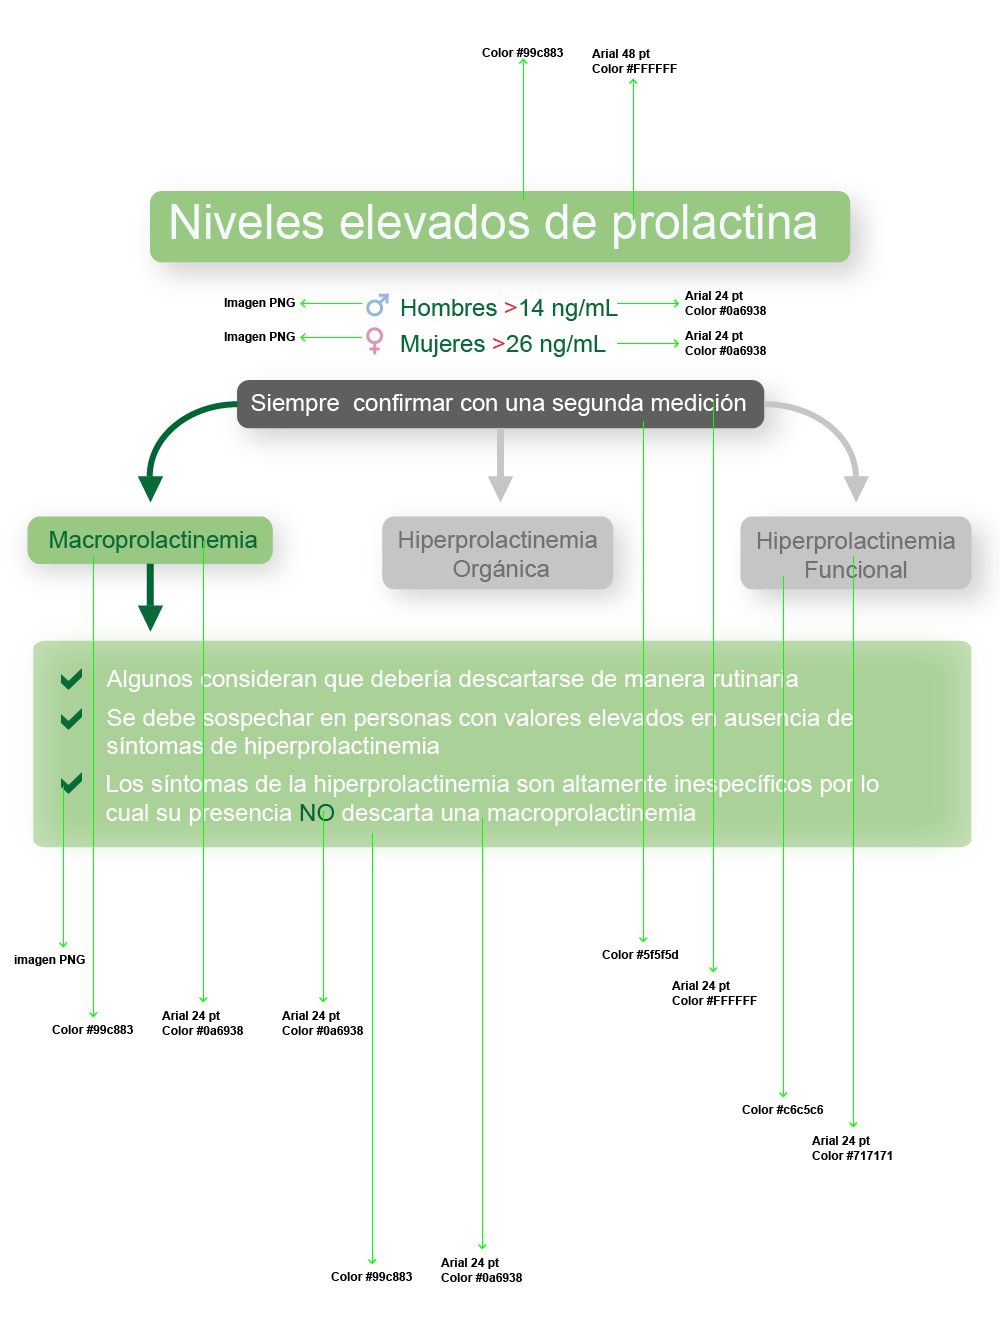 Color #99c883
Arial 48 pt
Color #FFFFFF
Niveles elevados de prolactina
Imagen PNG
Hombres >14 ng/mL
Arial 24 pt
Color #0a6938
Imagen PNG
Mujeres >26 ng/mL
Arial 24 pt
Color #0a6938
Siempre  confirmar con una segunda medición
Macroprolactinemia
Hiperprolactinemia
Orgánica
Hiperprolactinemia
Funcional
Algunos consideran que debería descartarse de manera rutinaria
Se debe sospechar en personas con valores elevados en ausencia de
síntomas de hiperprolactinemia
Los síntomas de la hiperprolactinemia son altamente inespecíficos por lo
cual su presencia NO descarta una macroprolactinemia
imagen PNG
Color #5f5f5d
Arial 24 pt
Color #FFFFFF
Color #99c883
Arial 24 pt
Color #0a6938
Arial 24 pt
Color #0a6938
Color #c6c5c6
Arial 24 pt
Color #717171
Color #99c883
Arial 24 pt
Color #0a6938